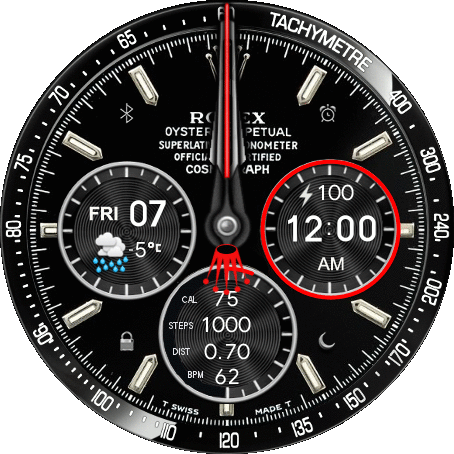 TACHYMETRE
60
65
70
75
80
90
100
110
120
135
150
170
200
240
300
400
ROLEX
OYSTER PERPETUAL
SUPERLATIVE CHRONOMETER
OFFICIALLY CERTIFIED
COSMOGRAPH
FRI 07
-5°C
100
12:00
AM
CAL 75
STEPS 1000
DIST 0.70
BPM 62
T SWISS MADE T